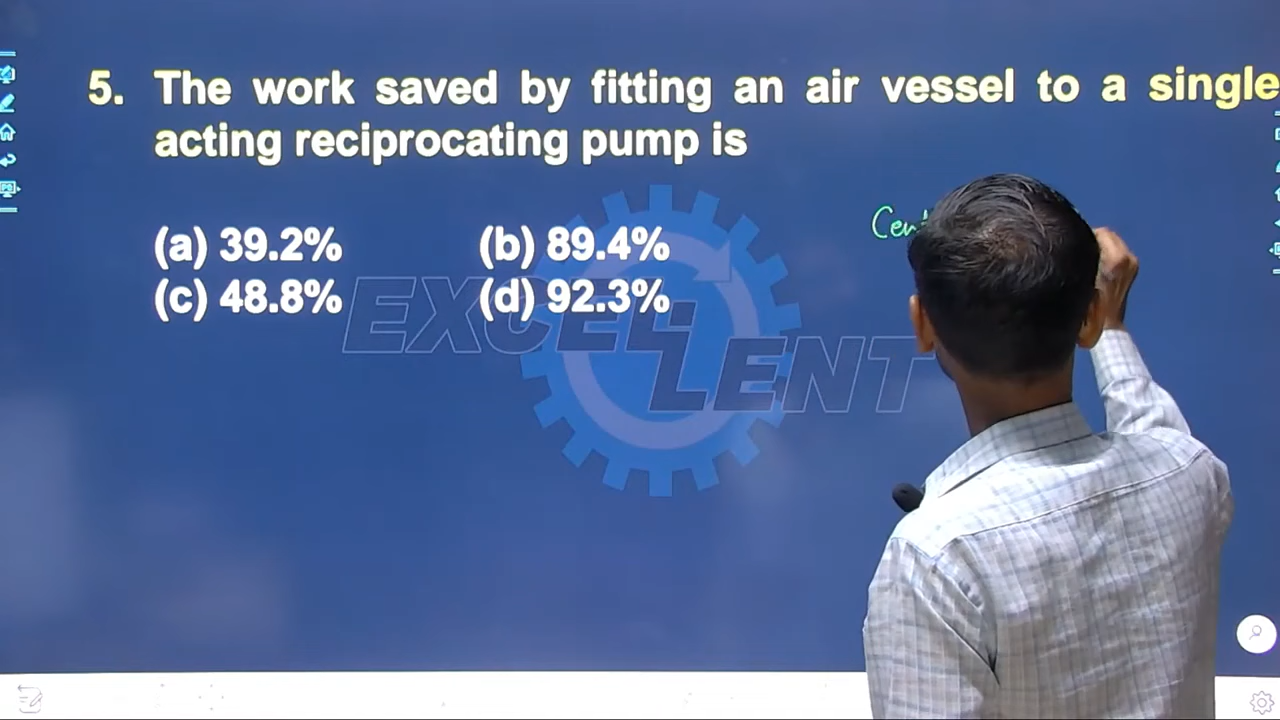 5. The work saved by fitting an air vessel to a single
acting reciprocating pump is
(a) 39.2% (b) 89.4%
(c) 48.8% (d) 92.3%
EXCELLENT